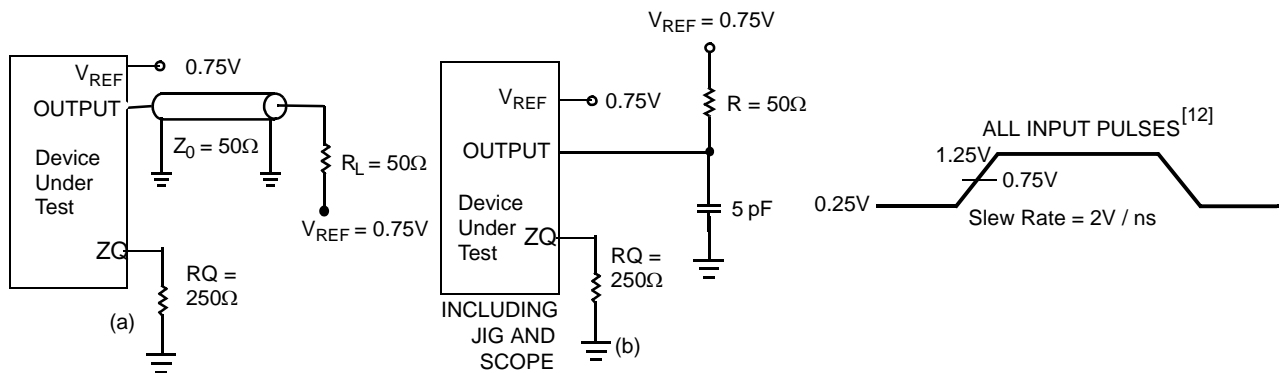 V_REF 0.75V
OUTPUT
Z_0 = 50Ω
Device
Under
Test
R_L = 50Ω
V_REF = 0.75V
ZQ
RQ =
250Ω
(a)
V_REF = 0.75V
R = 50Ω
V_REF 0.75V
OUTPUT
Device
Under
Test
5 pF
ZQ
RQ =
250Ω
INCLUDING
JIG AND
SCOPE
(b)
ALL INPUT PULSES[12]
1.25V
0.75V
0.25V
Slew Rate = 2V / ns